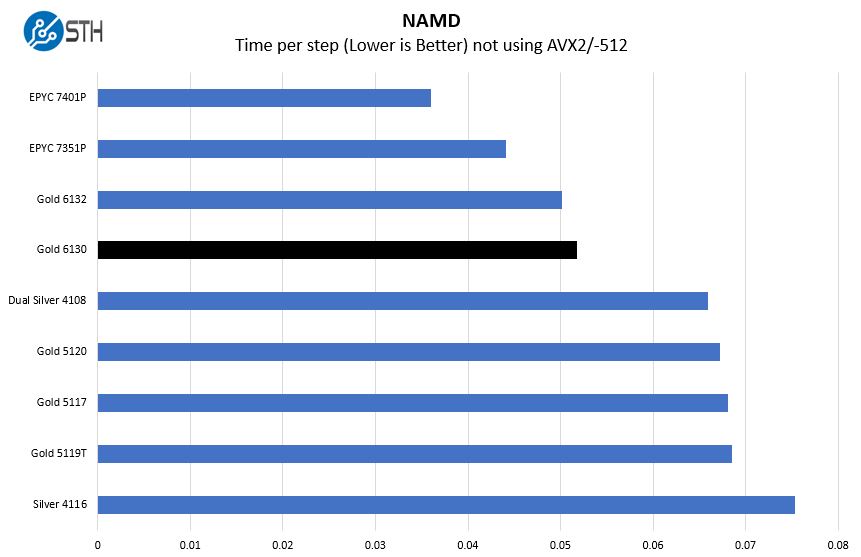 STH
NAMD
Time per step (Lower is Better) not using AVX2/-512
EPYC 7401P
EPYC 7351P
Gold 6132
Gold 6130
Dual Silver 4108
Gold 5120
Gold 5117
Gold 5119T
Silver 4116
0 0.01 0.02 0.03 0.04 0.05 0.06 0.07 0.08